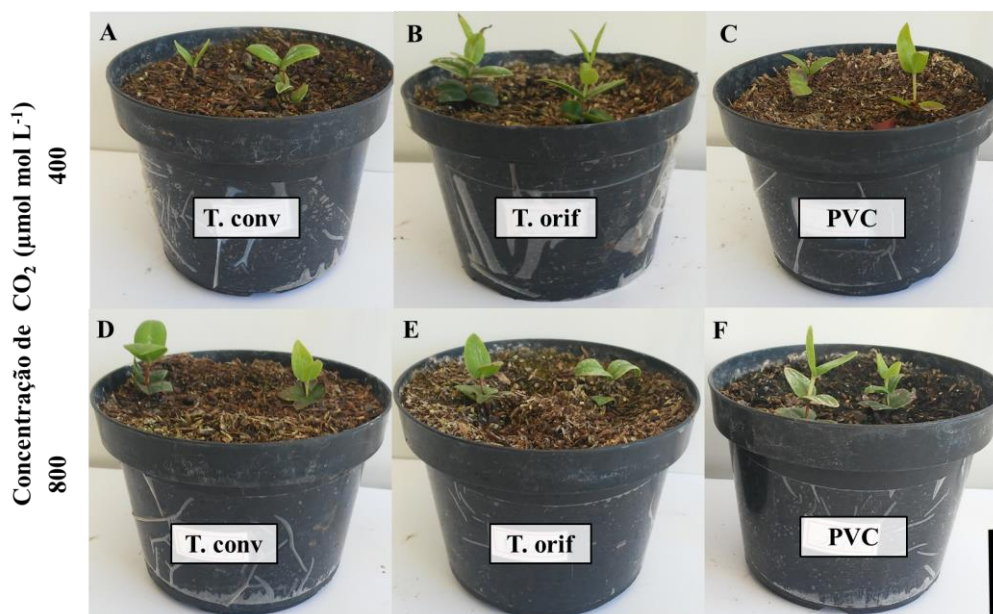 Concentração de CO₂ (µmol mol L⁻¹)
400
800
A
B
C
T. conv
T. orif
PVC
D
E
F
T. conv
T. orif
PVC